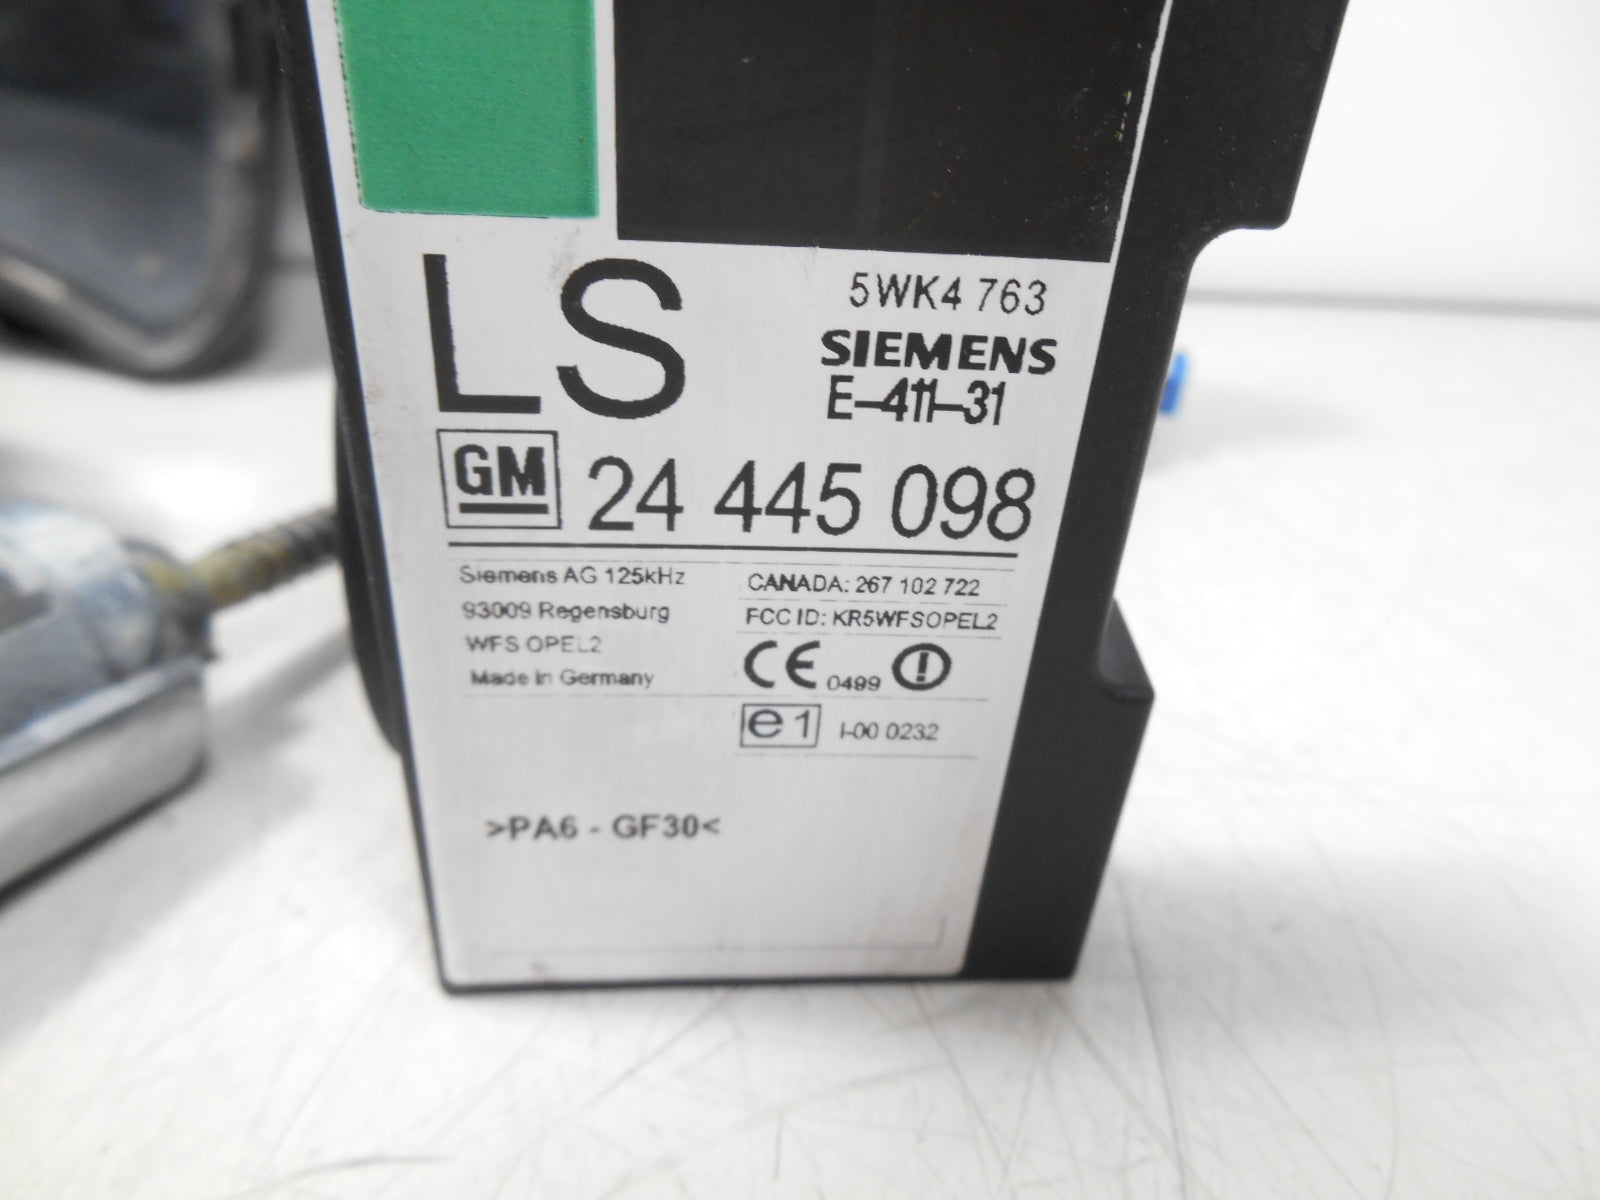 LS
5WK4 763
SIEMENS
E-411-31
GM 24 445 098
Siemens AG 125kHz
93009 Regensburg
WFS OPEL2
Made in Germany
CANADA: 267 102 722
FCC ID: KR5WFSOPEL2
CE 0499
e1 I-00 0232
>PA6 - GF30<